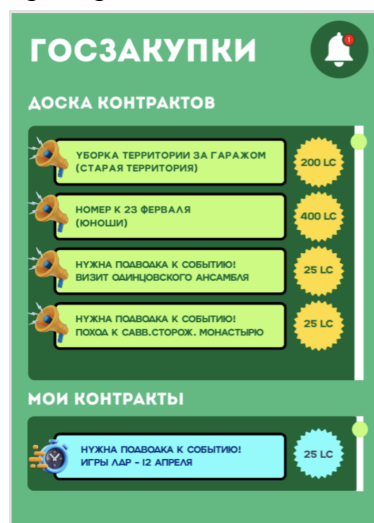 ГОСЗАКУПКИ
1
ДОСКА КОНТРАКТОВ
УБОРКА ТЕРРИТОРИИ ЗА ГАРАЖОМ
(СТАРАЯ ТЕРРИТОРИЯ)
200 LC
НОМЕР К 23 ФЕРВАЛЯ
(ЮНОШИ)
400 LC
НУЖНА ПОДВОДКА К СОБЫТИЮ!
ВИЗИТ ОДИНЦОВСКОГО АНСАМБЛЯ
25 LC
НУЖНА ПОДВОДКА К СОБЫТИЮ!
ПОХОД К САВВ.СТОРОЖ. МОНАСТЫРЮ
25 LC
МОИ КОНТРАКТЫ
НУЖНА ПОДВОДКА К СОБЫТИЮ!
ИГРЫ ЛДР - 12 АПРЕЛЯ
25 LC